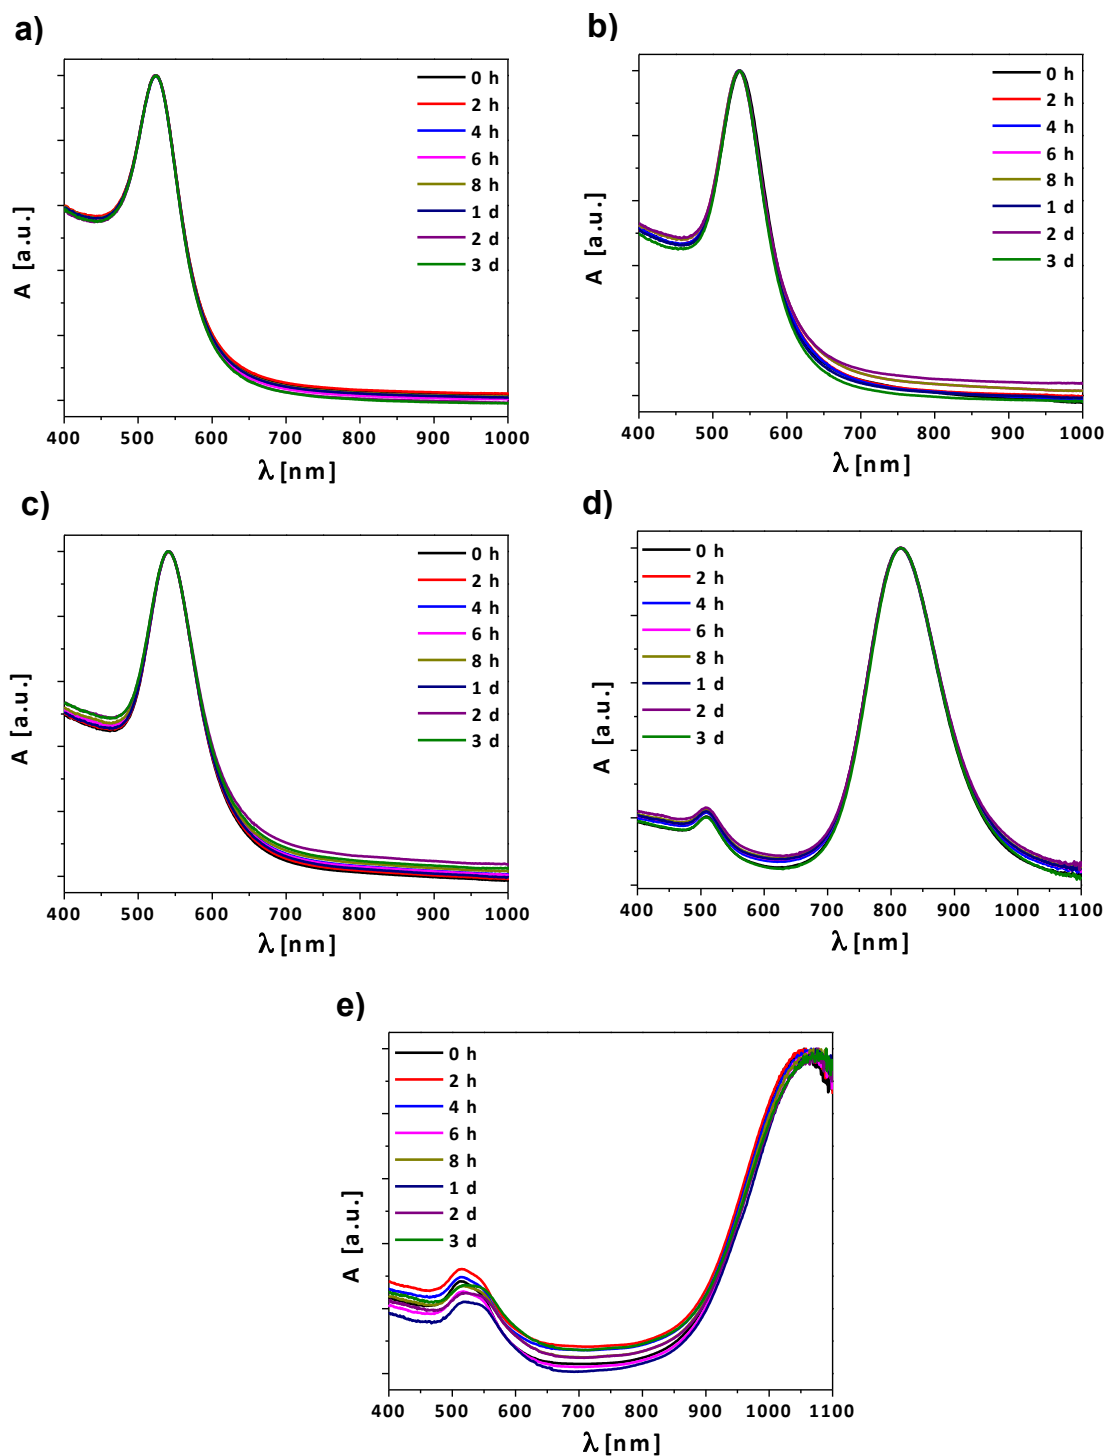 a)
0 h
2 h
4 h
6 h
8 h
1 d
2 d
3 d
A [a.u.]
400 500 600 700 800 900 1000
λ [nm]
b)
0 h
2 h
4 h
6 h
8 h
1 d
2 d
3 d
A [a.u.]
400 500 600 700 800 900 1000
λ [nm]
c)
0 h
2 h
4 h
6 h
8 h
1 d
2 d
3 d
A [a.u.]
400 500 600 700 800 900 1000
λ [nm]
d)
0 h
2 h
4 h
6 h
8 h
1 d
2 d
3 d
A [a.u.]
400 500 600 700 800 900 1000 1100
λ [nm]
e)
0 h
2 h
4 h
6 h
8 h
1 d
2 d
3 d
A [a.u.]
400 500 600 700 800 900 1000 1100
λ [nm]